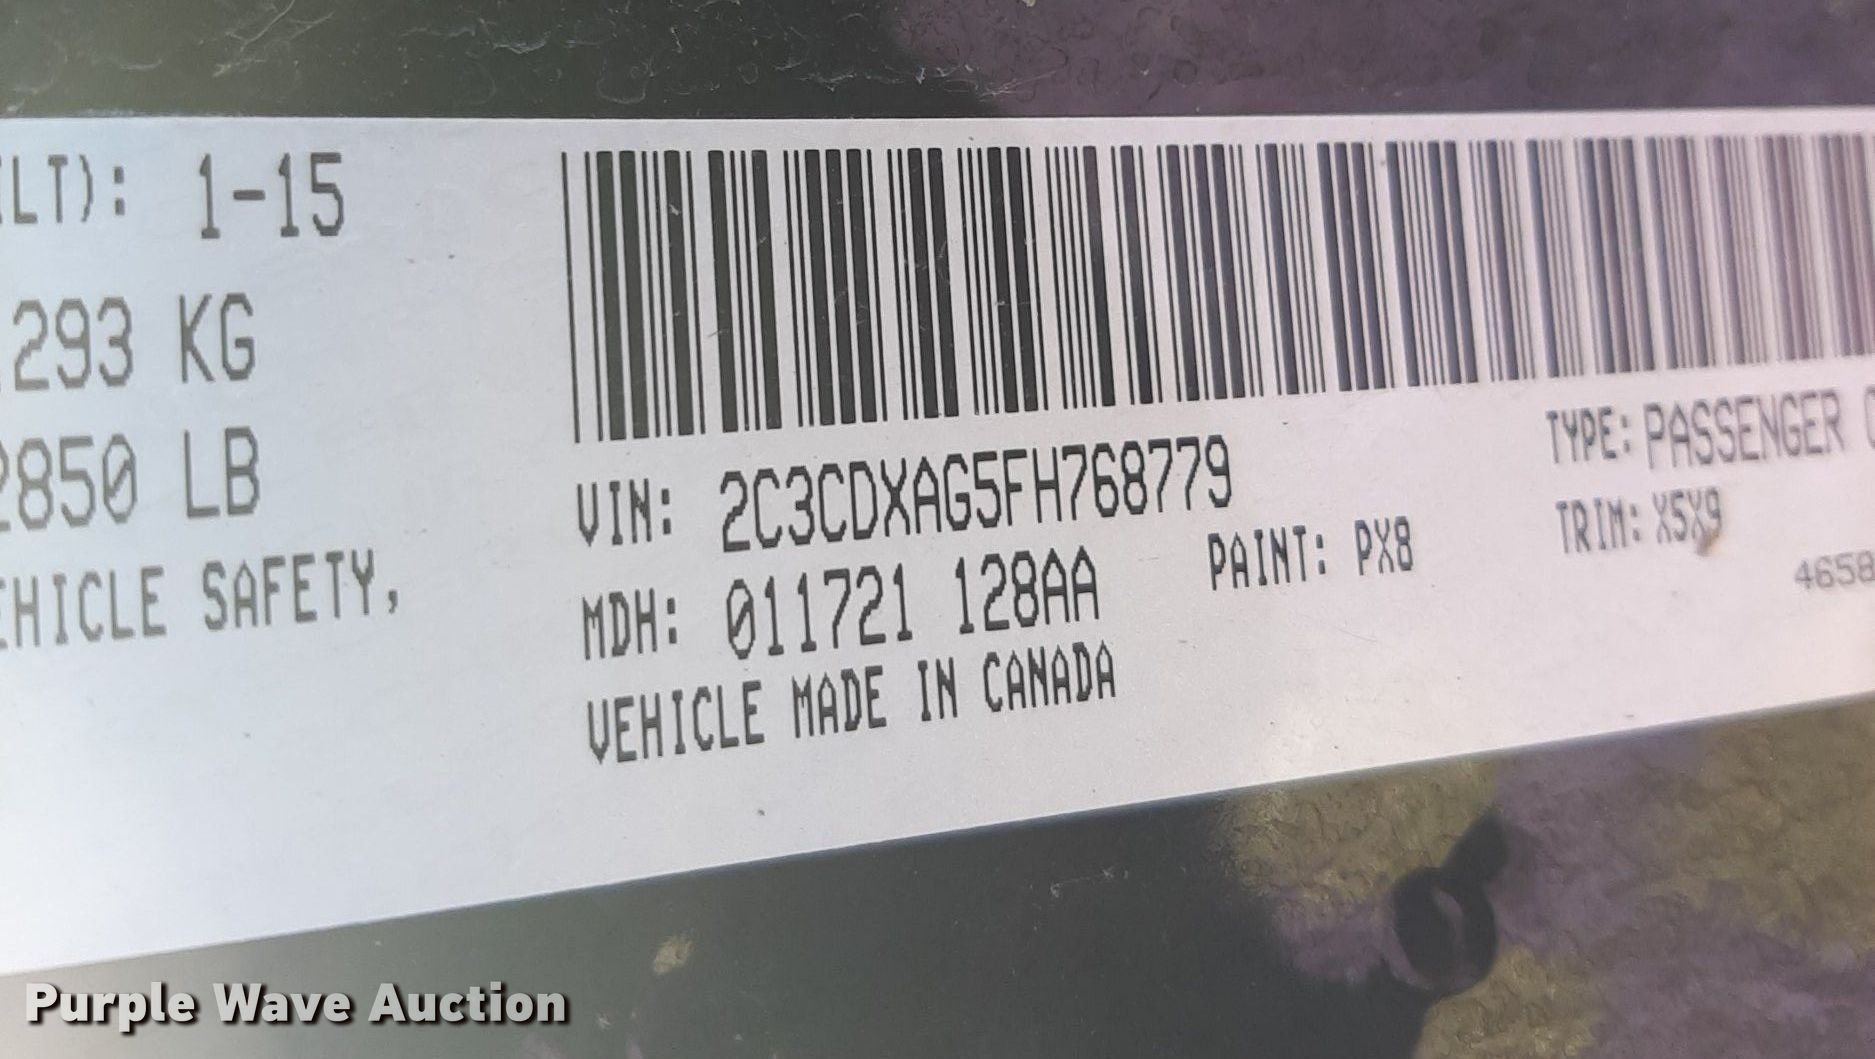 LT): 1-15
293 KG
2850 LB
EHICLE SAFETY,
VIN: 2C3CDXAG5FH768779
TYPE: PASSENGER
MDH: 011721 128AA
PAINT: PX8
TRIM: X5X9
4658
VEHICLE MADE IN CANADA
Purple Wave Auction